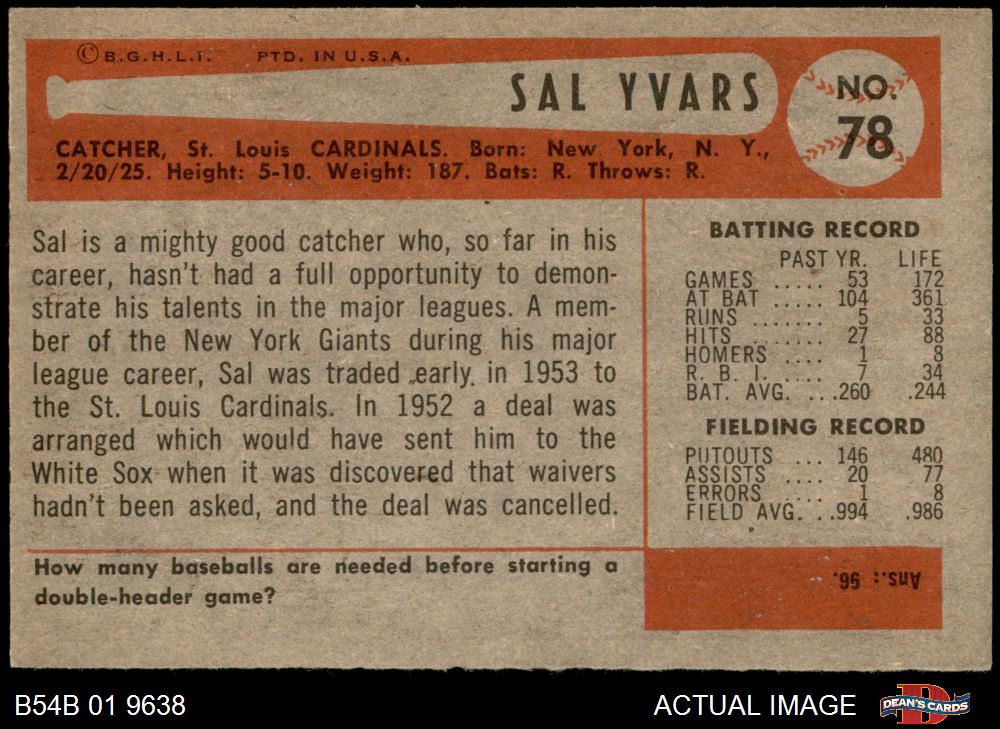 © B.G.H.L.I. PTD. IN U.S.A.
SAL YVARS
NO.
78
CATCHER, St. Louis CARDINALS. Born: New York, N. Y.,
2/20/25. Height: 5-10. Weight: 187. Bats: R. Throws: R.
Sal is a mighty good catcher who, so far in his
career, hasn't had a full opportunity to demon-
strate his talents in the major leagues. A mem-
ber of the New York Giants during his major
league career, Sal was traded early in 1953 to
the St. Louis Cardinals. In 1952 a deal was
arranged which would have sent him to the
White Sox when it was discovered that waivers
hadn't been asked, and the deal was cancelled.
BATTING RECORD
PAST YR. LIFE
GAMES ..... 53 172
AT BAT ..... 104 361
RUNS ....... 5 33
HITS ....... 27 88
HOMERS .... 1 8
R. B. I. ..... 7 34
BAT. AVG. ...260 .244
FIELDING RECORD
PUTOUTS ... 146 480
ASSISTS .... 20 77
ERRORS .... 1 8
FIELD AVG. ..994 .986
How many baseballs are needed before starting a
double-header game?
Ans.: 96.
B54B 01 9638
ACTUAL IMAGE
D
DEAN'S CARDS